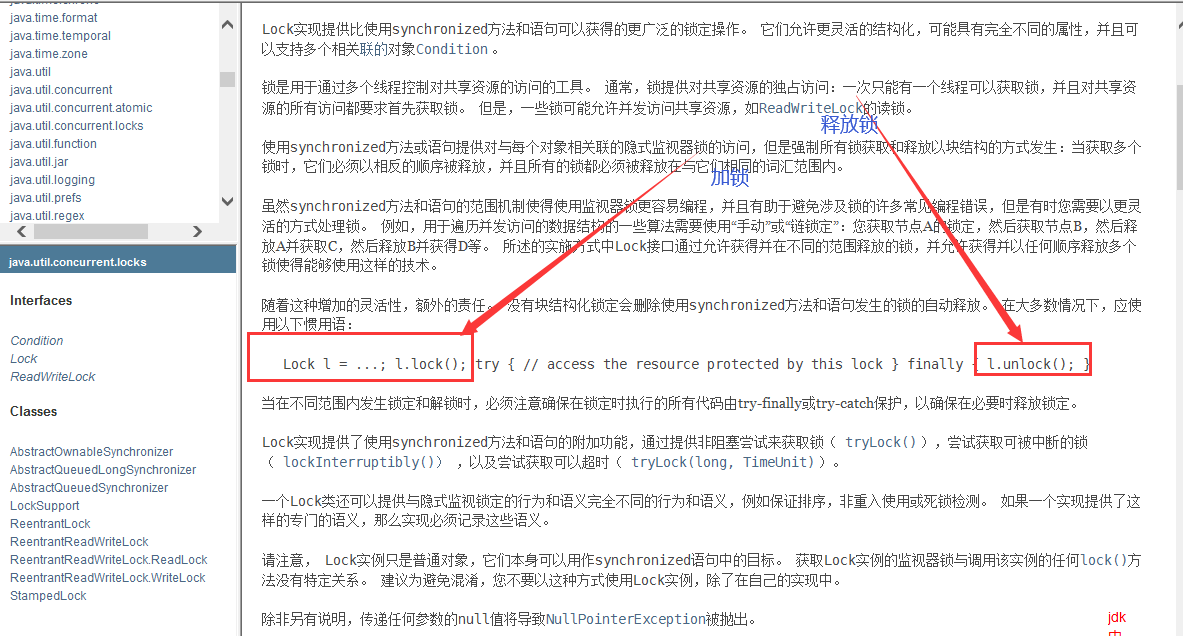 java.time.format
java.time.temporal
java.time.zone
java.util
java.util.concurrent
java.util.concurrent.atomic
java.util.concurrent.locks
java.util.function
java.util.jar
java.util.logging
java.util.prefs
java.util.regex
java.util.concurrent.locks
Interfaces
Condition
Lock
ReadWriteLock
Classes
AbstractOwnableSynchronizer
AbstractQueuedLongSynchronizer
AbstractQueuedSynchronizer
LockSupport
ReentrantLock
ReentrantReadWriteLock
ReentrantReadWriteLock.ReadLock
ReentrantReadWriteLock.WriteLock
StampedLock
Lock实现提供比使用synchronized方法和语句可以获得的更广泛的锁定操作。 它们允许更灵活的结构化，可能具有完全不同的属性，并且可
以支持多个相关联的对象Condition 。
锁是用于通过多个线程控制对共享资源的访问的工具。 通常，锁提供对共享资源的独占访问：一次只能有一个线程可以获取锁，并且对共享资
源的所有访问都要求首先获取锁。 但是，一些锁可能允许并发访问共享资源，如ReadWriteLock的读锁。
释放锁
使用synchronized方法或语句提供对与每个对象相关联的隐式监视器锁的访问，但是强制所有锁获取和释放以块结构的方式发生：当获取多个
锁时，它们必须以相反的顺序被释放，并且所有的锁都必须被释放在与它们相同的词汇范围内。
加锁
虽然synchronized方法和语句的范围机制使得使用监视器锁更容易编程，并且有助于避免涉及锁的许多常见编程错误，但是有时您需要以更灵
活的方式处理锁。 例如，用于遍历并发访问的数据结构的一些算法需要使用“手动”或“链锁定”：您获取节点A的锁定，然后获取节点B，然后释
放A并获取C，然后释放B并获得D等。 所述的实施方式中Lock接口通过允许获得并在不同的范围释放的锁，并允许获得并以任何顺序释放多个
锁使得能够使用这样的技术。
随着这种增加的灵活性，额外的责任。 没有块结构化锁定会删除使用synchronized方法和语句发生的锁的自动释放。 在大多数情况下，应使
用以下惯用语：
Lock l = ...; l.lock(); try { // access the resource protected by this lock } finally { l.unlock(); }
当在不同范围内发生锁定和解锁时，必须注意确保在锁定时执行的所有代码由try-finally或try-catch保护，以确保在必要时释放锁定。
Lock实现提供了使用synchronized方法和语句的附加功能，通过提供非阻塞尝试来获取锁（ tryLock() ），尝试获取可被中断的锁
（ lockInterruptibly()） ，以及尝试获取可以超时（ tryLock(long, TimeUnit) ）。
一个Lock类还可以提供与隐式监视锁定的行为和语义完全不同的行为和语义，例如保证排序，非重入使用或死锁检测。 如果一个实现提供了这
样的专门的语义，那么实现必须记录这些语义。
请注意， Lock实例只是普通对象，它们本身可以用作synchronized语句中的目标。 获取Lock实例的监视器锁与调用该实例的任何lock()方
法没有特定关系。 建议为避免混淆，您不要以这种方式使用Lock实例，除了在自己的实现中。
除非另有说明，传递任何参数的null值将导致NullPointerException被抛出。
jdk